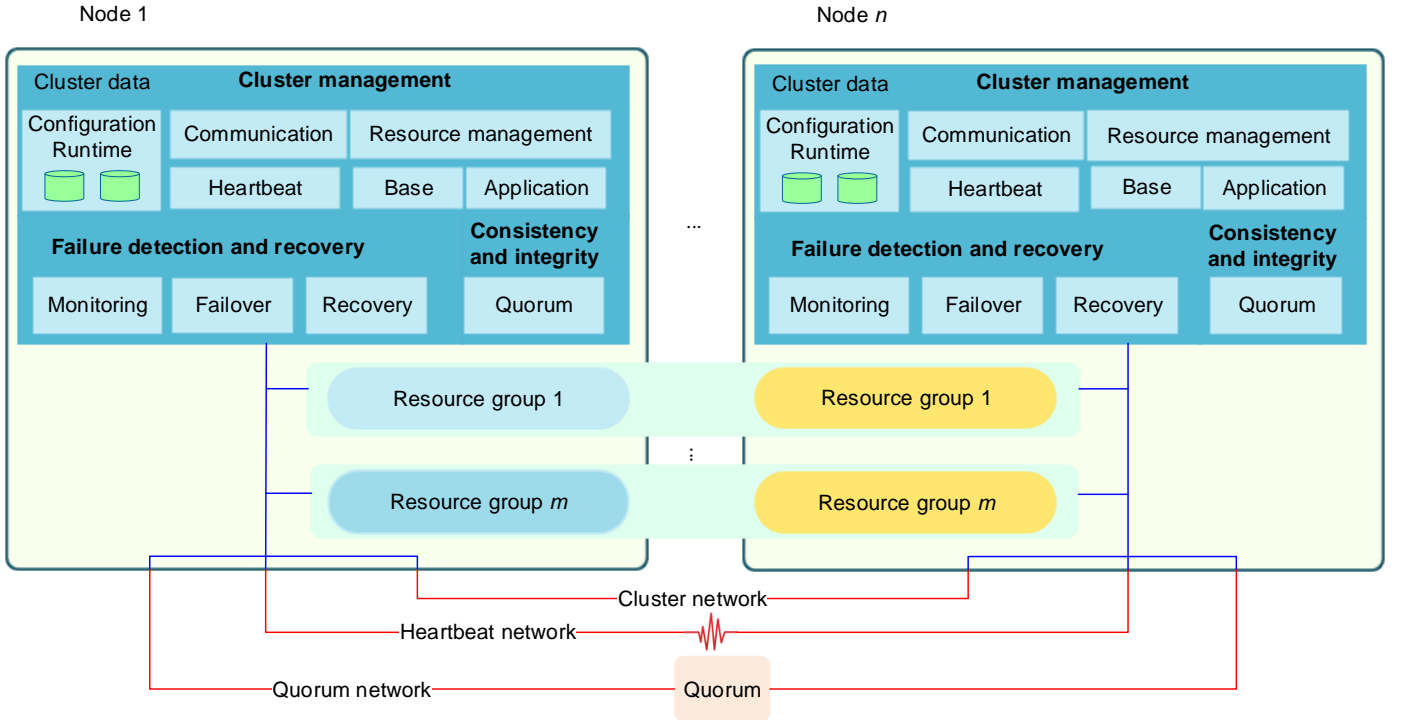 Node 1
Node n
Cluster data
Cluster management
Configuration
Runtime
Communication
Resource management
Heartbeat
Base
Application
Failure detection and recovery
Consistency
and integrity
Monitoring
Failover
Recovery
Quorum
...
Cluster data
Cluster management
Configuration
Runtime
Communication
Resource management
Heartbeat
Base
Application
Failure detection and recovery
Consistency
and integrity
Monitoring
Failover
Recovery
Quorum
Resource group 1
Resource group 1
...
Resource group m
Resource group m
Cluster network
Heartbeat network
Quorum network
Quorum